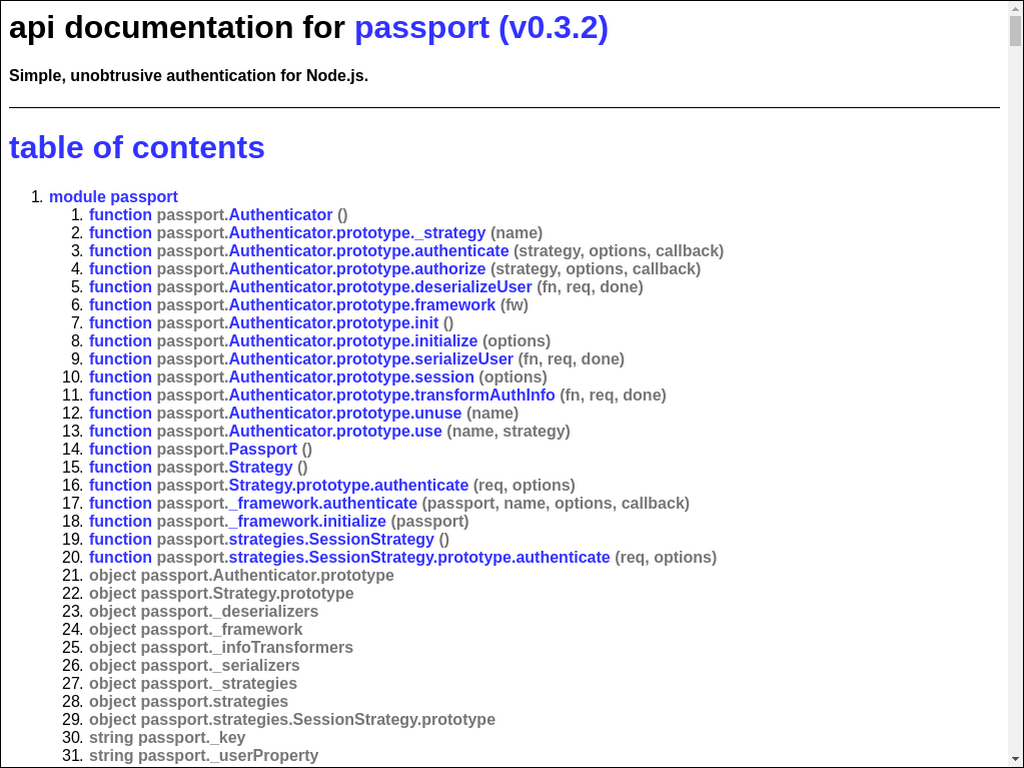 api documentation for passport (v0.3.2)
Simple, unobtrusive authentication for Node.js.
table of contents
1. module passport
1. function passport.Authenticator ()
2. function passport.Authenticator.prototype._strategy (name)
3. function passport.Authenticator.prototype.authenticate (strategy, options, callback)
4. function passport.Authenticator.prototype.authorize (strategy, options, callback)
5. function passport.Authenticator.prototype.deserializeUser (fn, req, done)
6. function passport.Authenticator.prototype.framework (fw)
7. function passport.Authenticator.prototype.init ()
8. function passport.Authenticator.prototype.initialize (options)
9. function passport.Authenticator.prototype.serializeUser (fn, req, done)
10. function passport.Authenticator.prototype.session (options)
11. function passport.Authenticator.prototype.transformAuthInfo (fn, req, done)
12. function passport.Authenticator.prototype.unuse (name)
13. function passport.Authenticator.prototype.use (name, strategy)
14. function passport.Passport ()
15. function passport.Strategy ()
16. function passport.Strategy.prototype.authenticate (req, options)
17. function passport._framework.authenticate (passport, name, options, callback)
18. function passport._framework.initialize (passport)
19. function passport.strategies.SessionStrategy ()
20. function passport.strategies.SessionStrategy.prototype.authenticate (req, options)
21. object passport.Authenticator.prototype
22. object passport.Strategy.prototype
23. object passport._deserializers
24. object passport._framework
25. object passport._infoTransformers
26. object passport._serializers
27. object passport._strategies
28. object passport.strategies
29. object passport.strategies.SessionStrategy.prototype
30. string passport._key
31. string passport._userProperty